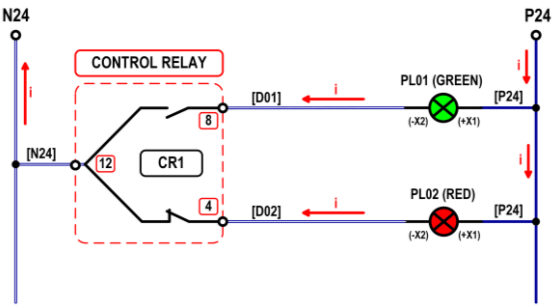 N24 P24
CONTROL RELAY
PL01 (GREEN)
i i
[D01] i [P24]
8 (-X2) (+X1)
[N24] 12 CR1 i
PL02 (RED)
4 [D02] i [P24]
(-X2) (+X1)